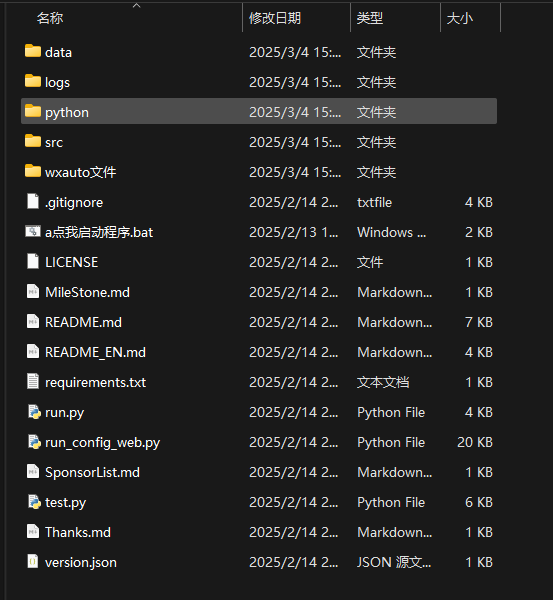 名称 修改日期 类型 大小
data 2025/3/4 15:... 文件夹
logs 2025/3/4 15:... 文件夹
python 2025/3/4 15:... 文件夹
src 2025/3/4 15:... 文件夹
wxauto文件 2025/3/4 15:... 文件夹
.gitignore 2025/2/14 2... txtfile 4 KB
a点我启动程序.bat 2025/2/13 1... Windows ... 2 KB
LICENSE 2025/2/14 2... 文件 1 KB
MileStone.md 2025/2/14 2... Markdown... 1 KB
README.md 2025/2/14 2... Markdown... 7 KB
README_EN.md 2025/2/14 2... Markdown... 4 KB
requirements.txt 2025/2/14 2... 文本文档 1 KB
run.py 2025/2/14 2... Python File 4 KB
run_config_web.py 2025/2/14 2... Python File 20 KB
SponsorList.md 2025/2/14 2... Markdown... 1 KB
test.py 2025/2/14 2... Python File 6 KB
Thanks.md 2025/2/14 2... Markdown... 1 KB
version.json 2025/2/14 2... JSON 源文... 1 KB